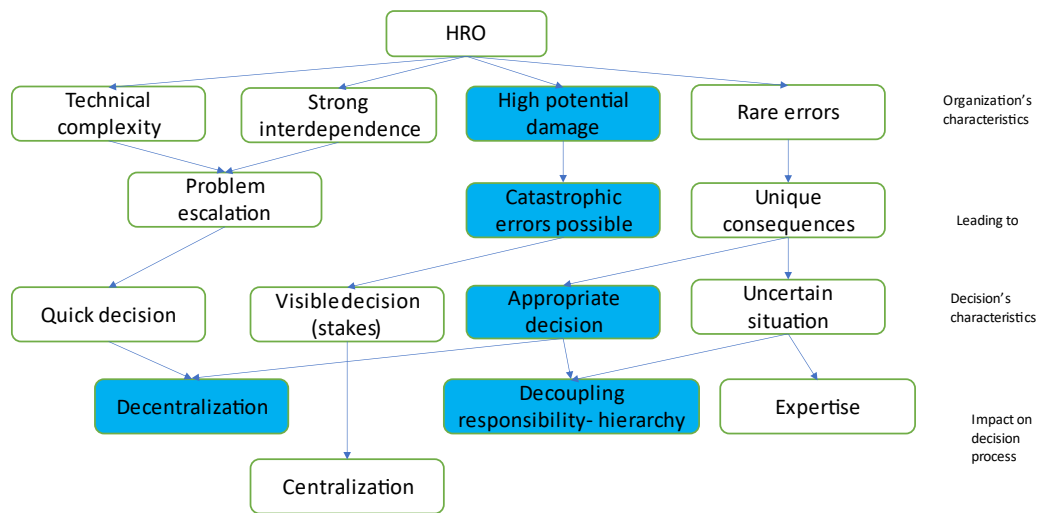 HRO
Technical
complexity
Strong
interdependence
High potential
damage
Rare errors
Organization's
characteristics
Problem
escalation
Catastrophic
errors possible
Unique
consequences
Leading to
Quick decision
Visible decision
(stakes)
Appropriate
decision
Uncertain
situation
Decision's
characteristics
Decentralization
Decoupling
responsibility- hierarchy
Expertise
Impact on
decision
process
Centralization